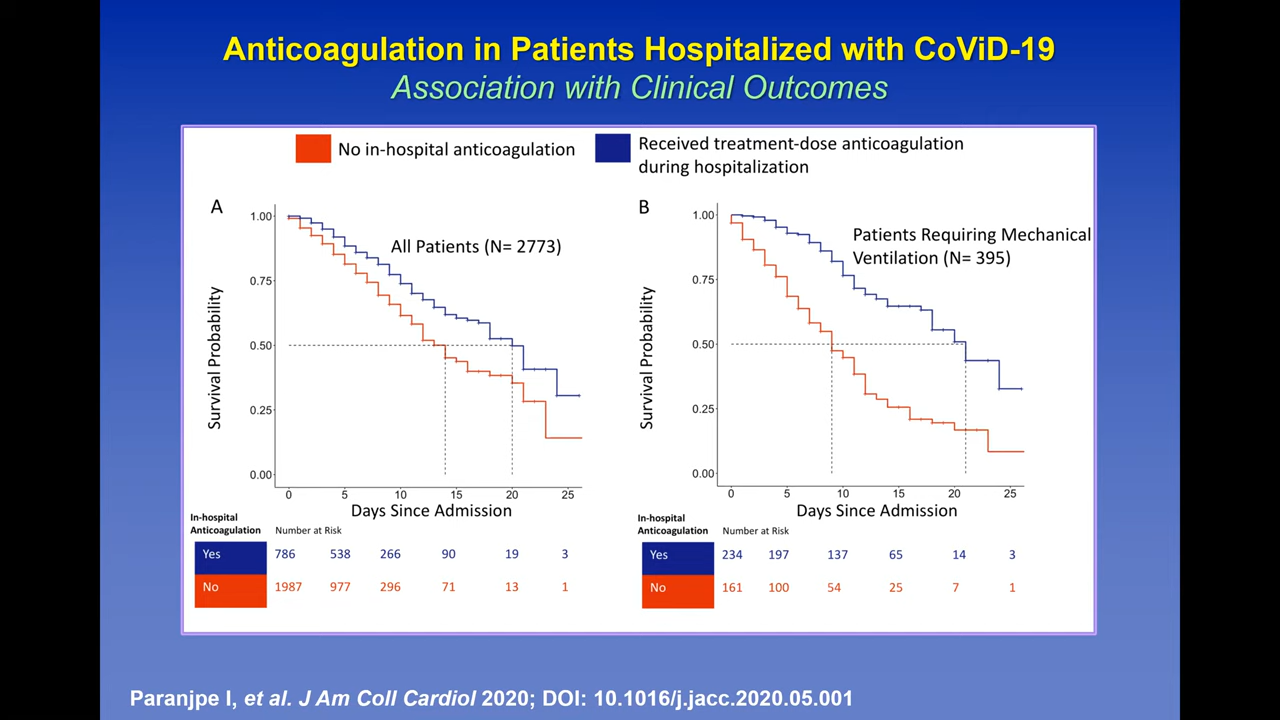 Anticoagulation in Patients Hospitalized with CoViD-19
Association with Clinical Outcomes
No in-hospital anticoagulation
Received treatment-dose anticoagulation
during hospitalization
A
All Patients (N= 2773)
Survival Probability
1.00
0.75
0.50
0.25
0.00
0 5 10 15 20 25
Days Since Admission
In-hospital
Anticoagulation Number at Risk
Yes 786 538 266 90 19 3
No 1987 977 296 71 13 1
B
Patients Requiring Mechanical
Ventilation (N= 395)
Survival Probability
1.00
0.75
0.50
0.25
0.00
0 5 10 15 20 25
Days Since Admission
In-hospital
Anticoagulation Number at Risk
Yes 234 197 137 65 14 3
No 161 100 54 25 7 1
Paranjpe I, et al. J Am Coll Cardiol 2020; DOI: 10.1016/j.jacc.2020.05.001